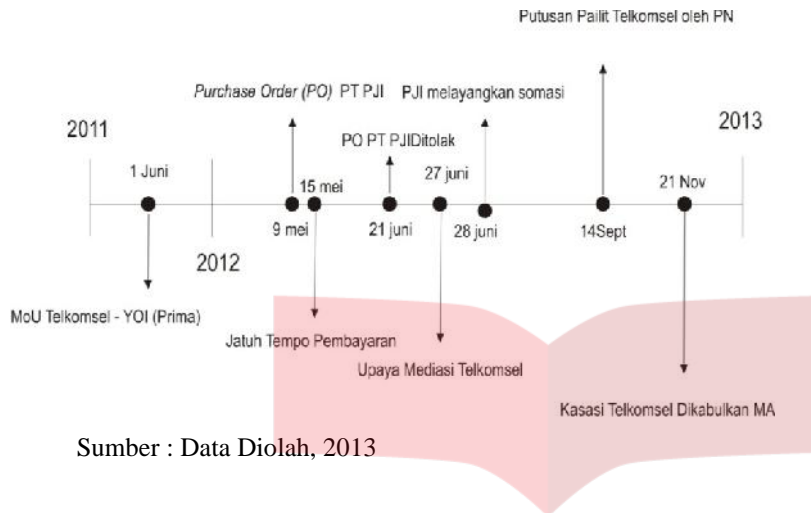 Putusan Pailit Telkomsel oleh PN
Purchase Order (PO) PT PJI
PJI melayangkan somasi
2011
2013
PO PT PJIDitolak
1 Juni
15 mei
27 juni
21 Nov
9 mei
21 juni
28 juni
14Sept
2012
MoU Telkomsel - YOI (Prima)
Jatuh Tempo Pembayaran
Upaya Mediasi Telkomsel
Kasasi Telkomsel Dikabulkan MA
Sumber : Data Diolah, 2013